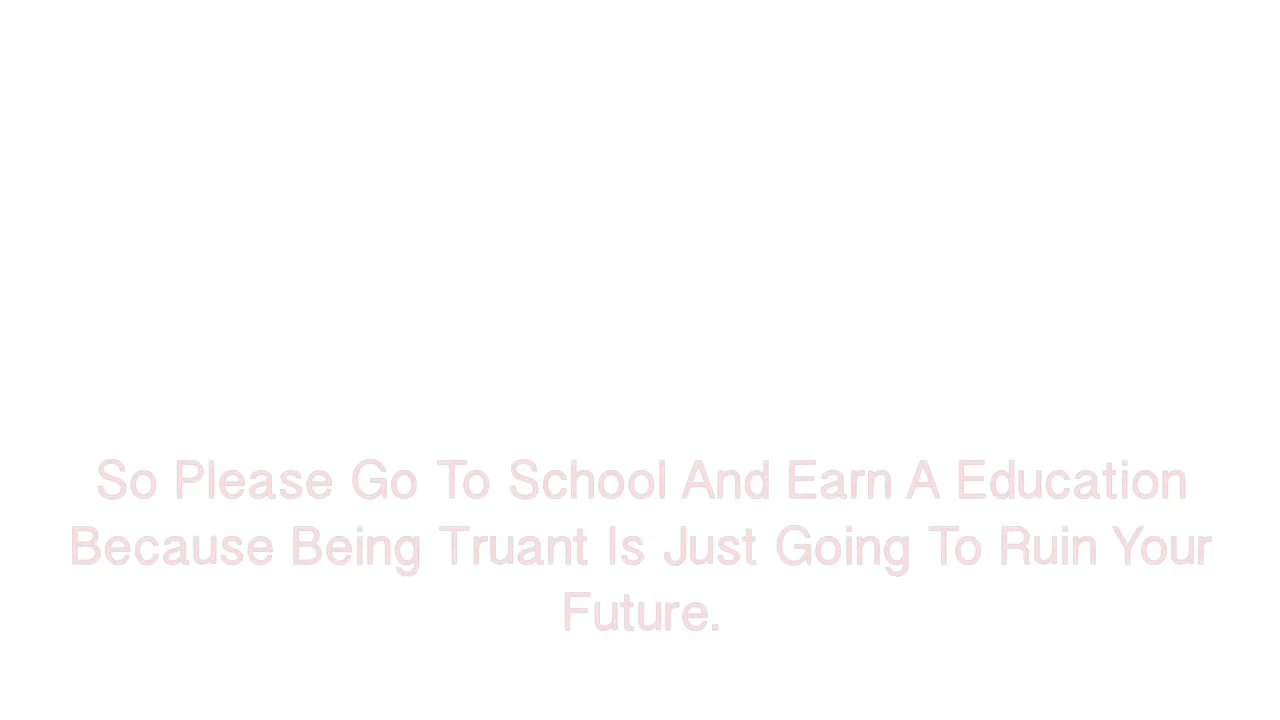 So Please Go To School And Earn A Education
Because Being Truant Is Just Going To Ruin Your
Future.